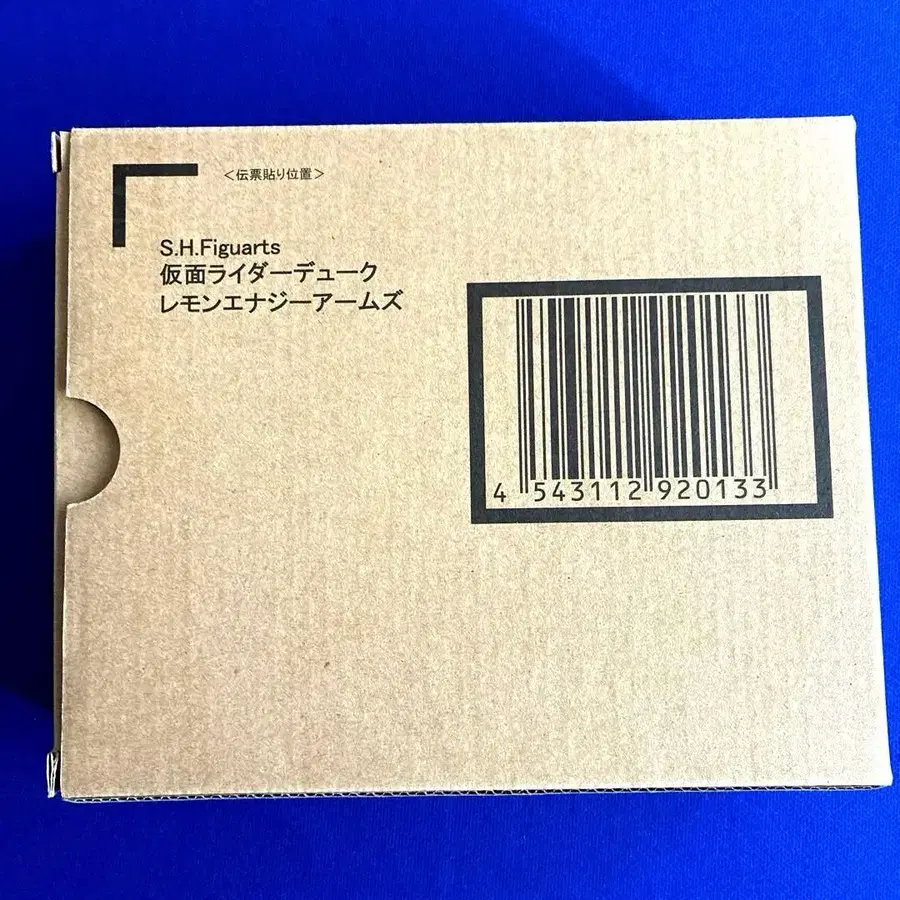 <伝票貼り位置>
S.H.Figuarts
仮面ライダーデューク
レモンエナジーアームズ
4 543112 920133